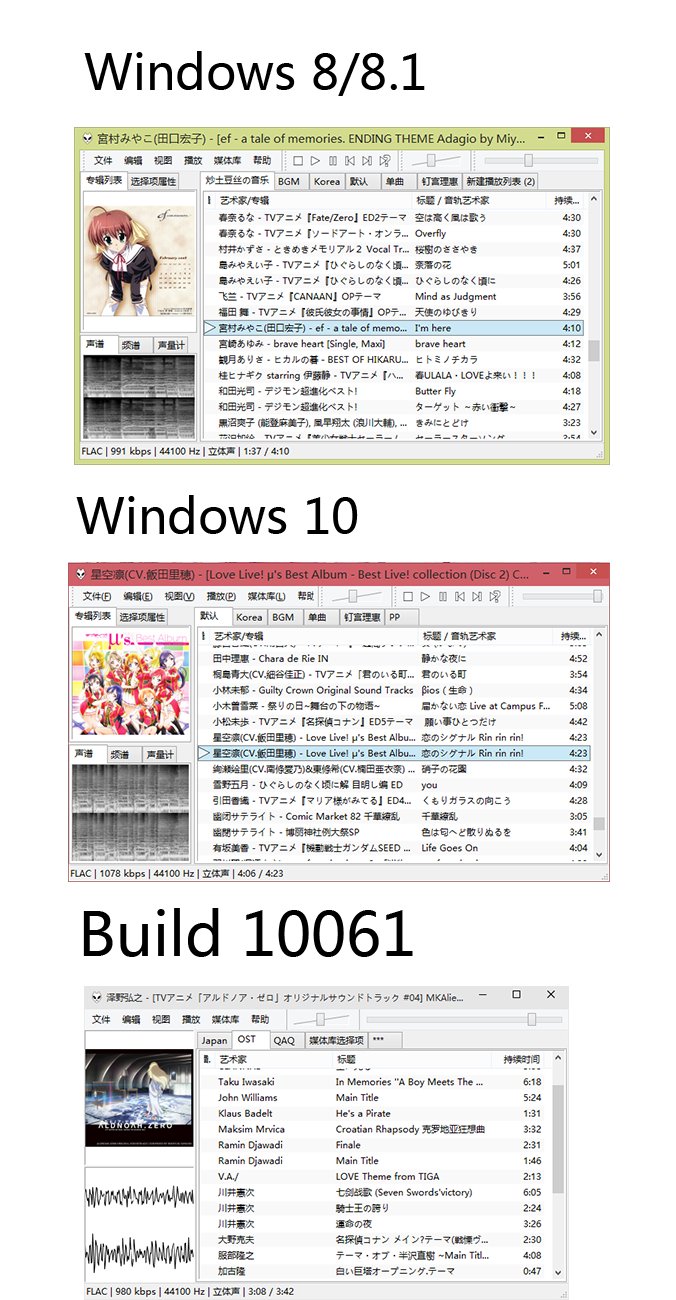 Windows 8/8.1
宮村みやこ(田口宏子) - [ef - a tale of memories. ENDING THEME Adagio by Miy...
文件 编辑 视图 播放 媒体库 帮助
专辑列表 选择项属性 炒土豆丝の音乐 BGM Korea 默认 单曲 钉宫理惠 新建播放列表 (2)
艺术家/专辑 标题 / 音轨艺术家 持续...
春奈るな - TVアニメ『Fate/Zero』ED2テーマ 空は高く風は歌う 4:30
春奈るな - TVアニメ『ソードアート・オンラ... Overfly 4:30
村井かずさ - ときめきメモリアル２ Vocal Tr... 桜樹のささやき 4:37
島みやえい子 - TVアニメ『ひぐらしのなく頃... 奈落の花 5:01
島みやえい子 - TVアニメ『ひぐらしのなく頃... ひぐらしのなく頃に 4:26
飞兰 - TVアニメ『CANAAN』OPテーマ Mind as Judgment 3:56
福田 舞 - TVアニメ『彼氏彼女の事情』OPテ... 天使のゆびきり 4:29
宮村みやこ(田口宏子) - ef - a tale of memo... I'm here 4:10
宮崎あゆみ - brave heart [Single, Maxi] brave heart 4:12
観月ありさ - ヒカルの碁 - BEST OF HIKARU... ヒトミノチカラ 4:32
桂ヒナギク starring 伊藤静 - TVアニメ『ハ... 春ULALA・LOVEよ来い！！！ 4:08
和田光司 - デジモン超進化ベスト! Butter Fly 4:18
和田光司 - デジモン超進化ベスト! ターゲット ～赤い衝撃～ 4:27
黒沼爽子 (能登麻美子), 風早翔太 (浪川大輔), ... きみにとどけ 3:23
声谱 频谱 声量计
FLAC | 991 kbps | 44100 Hz | 立体声 | 1:37 / 4:10
Windows 10
星空凛(CV.飯田里穂) - [Love Live! μ's Best Album - Best Live! collection (Disc 2) C...
文件(F) 编辑(E) 视图(V) 播放(P) 媒体库(L) 帮助
专辑列表 选择项属性 默认 Korea BGM 单曲 钉宫理惠 PP
艺术家/专辑 标题 / 音轨艺术家 持续...
μ's Best Album
田中理恵 - Chara de Rie IN 静かな夜に 4:52
桐島青大(CV.細谷佳正) - TVアニメ「君のいる町... 君のいる町 3:54
小林未郁 - Guilty Crown Original Sound Tracks βios（生命） 4:34
小木曽雪菜 - 祭りの日~舞台の下の物语~ 届かない恋 Live at Campus F... 5:08
小松未歩 - TVアニメ『名探偵コナン』ED5テーマ 願い事ひとつだけ 4:42
星空凛(CV.飯田里穂) - Love Live! μ's Best Albu... 恋のシグナル Rin rin rin! 4:23
星空凛(CV.飯田里穂) - Love Live! μ's Best Albu... 恋のシグナル Rin rin rin! 4:23
絢瀬绘里(CV.南條愛乃)&東條希(CV.楠田亜衣奈) ... 硝子の花園 4:32
雪野五月 - ひぐらしのなく頃に解 目明し編 ED you 4:09
引田香織 - TVアニメ『マリア様がみてる』ED4... くもりガラスの向こう 4:28
幽闭サテライト - Comic Market 82 千華繚乱 千華繚乱 3:05
幽閉サテライト - 博丽神社例大祭SP 色は匂へど散りぬるを 3:41
有坂美香 - TVアニメ『機動戦士ガンダムSEED ... Life Goes On 4:04
声谱 频谱 声量计
FLAC | 1078 kbps | 44100 Hz | 立体声 | 4:06 / 4:23
Build 10061
泽野弘之 - [TVアニメ『アルドノア・ゼロ』オリジナルサウンドトラック #04] MKAlie...
文件 编辑 视图 播放 媒体库 帮助
Japan OST QAQ 媒体库选择项 ***
艺术家 标题 持续时间
ALDNOAH.ZERO
Taku Iwasaki In Memories "A Boy Meets The ... 6:18
John Williams Main Title 5:24
Klaus Badelt He's a Pirate 1:31
Maksim Mrvica Croatian Rhapsody 克罗地亚狂想曲 3:32
Ramin Djawadi Finale 2:31
Ramin Djawadi Main Title 1:46
V.A./ LOVE Theme from TIGA 2:13
川井憲次 七剑战歌 (Seven Swords'victory) 6:05
川井憲次 騎士王の誇り 2:24
川井憲次 運命の夜 3:26
大野克夫 名探偵コナン メイン?テーマ(戦慄ヴ... 2:30
服部隆之 テーマ・オブ・半沢直樹 ~Main Titl... 4:08
加古隆 白い巨塔オープニング.テーマ 0:47
FLAC | 980 kbps | 44100 Hz | 立体声 | 3:08 / 3:42